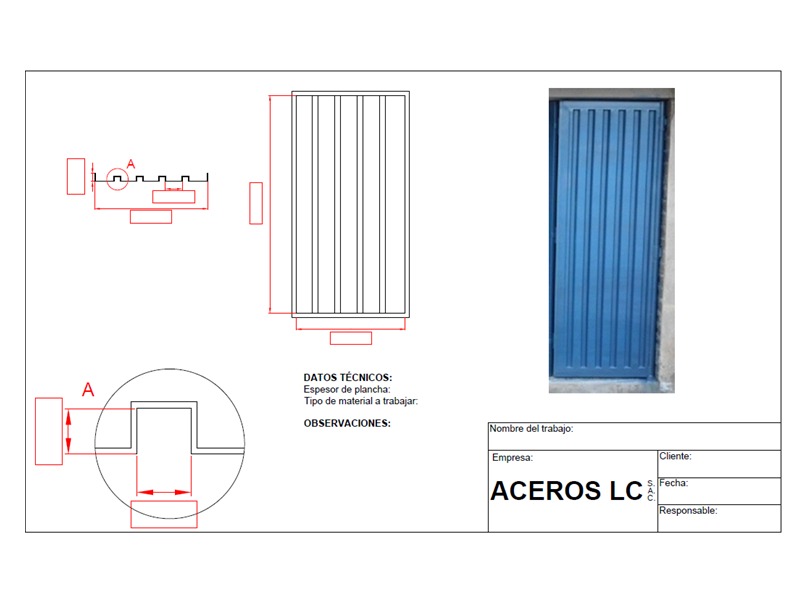 A
A
DATOS TÉCNICOS:
Espesor de plancha:
Tipo de material a trabajar:
OBSERVACIONES:
Nombre del trabajo:
Empresa:
ACEROS LC S.A.C.
Cliente:
Fecha:
Responsable: